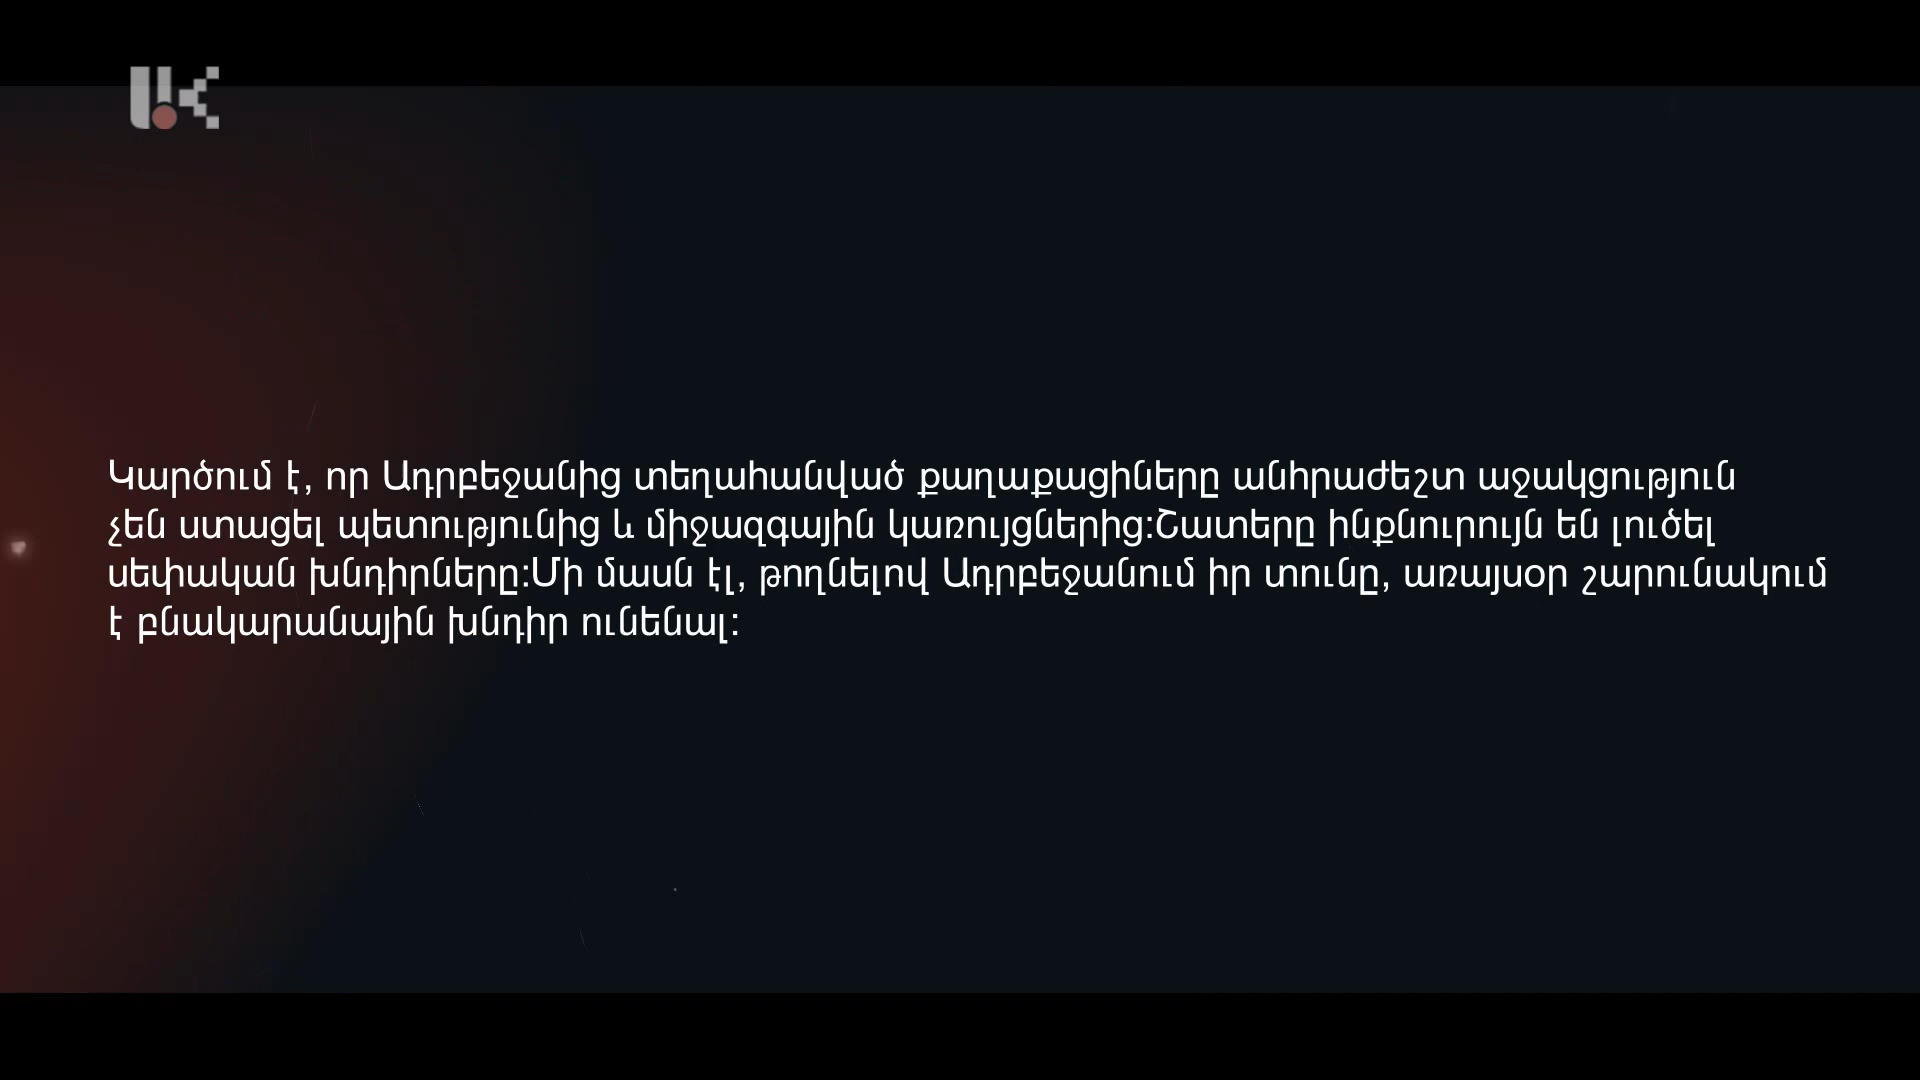 Կարծում է, որ Ադրբեջանից տեղահանված քաղաքացիները անհրաժեշտ աջակցություն
չեն ստացել պետությունից և միջազգային կառույցներից:Շատերը ինքնուրույն են լուծել
սեփական խնդիրները:Մի մասն էլ, թողնելով Ադրբեջանում իր տունը, առայսօր շարունակում
է բնակարանային խնդիր ունենալ: